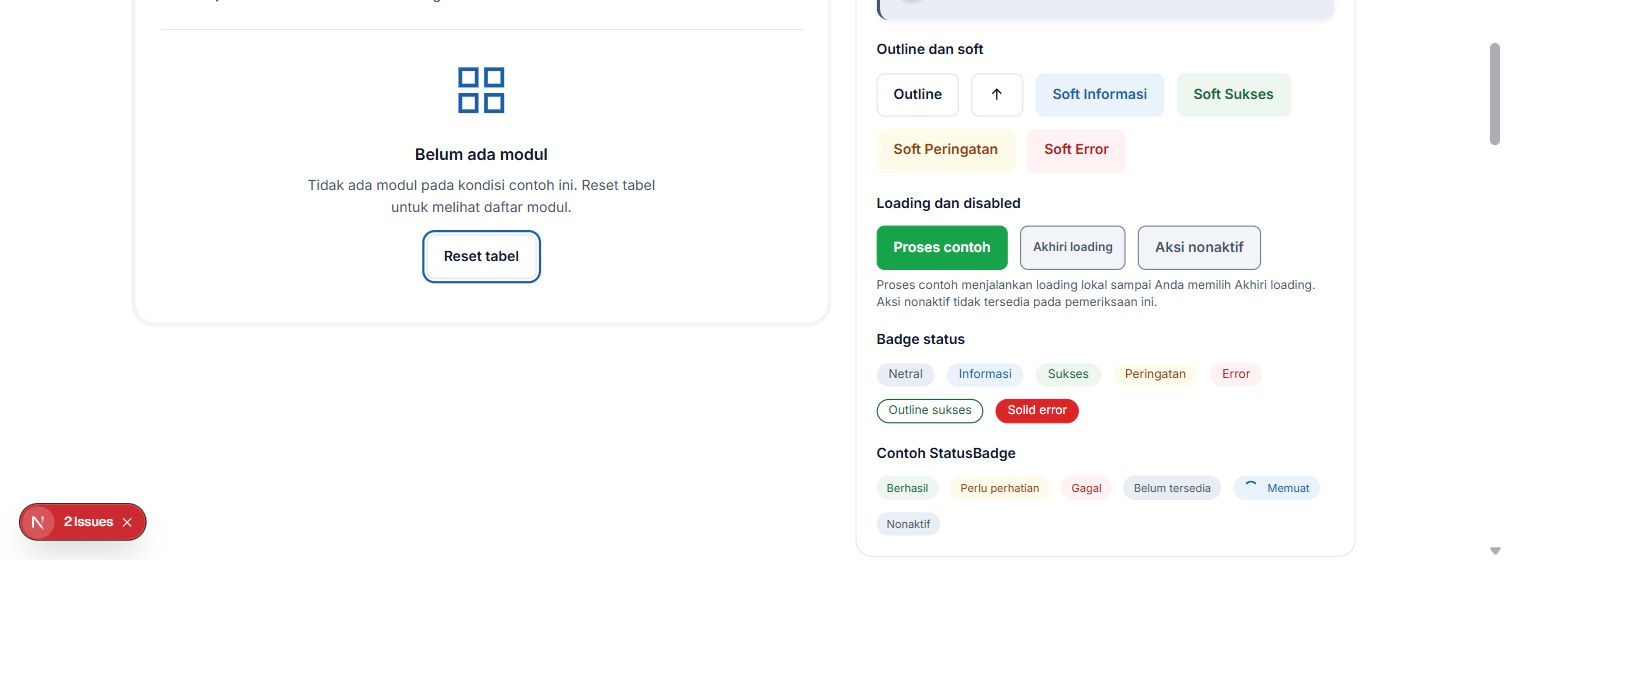 Belum ada modul
Tidak ada modul pada kondisi contoh ini. Reset tabel
untuk melihat daftar modul.
Reset tabel
Outline dan soft
Outline
Soft Informasi
Soft Sukses
Soft Peringatan
Soft Error
Loading dan disabled
Proses contoh
Akhiri loading
Aksi nonaktif
Proses contoh menjalankan loading lokal sampai Anda memilih Akhiri loading.
Aksi nonaktif tidak tersedia pada pemeriksaan ini.
Badge status
Netral
Informasi
Sukses
Peringatan
Error
Outline sukses
Solid error
Contoh StatusBadge
Berhasil
Perlu perhatian
Gagal
Belum tersedia
Memuat
Nonaktif
N
2 Issues